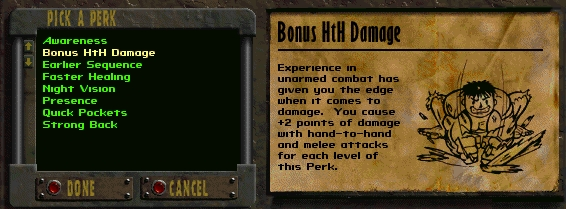 PICK A PERK
Awareness
Bonus HtH Damage
Earlier Sequence
Faster Healing
Night Vision
Presence
Quick Pockets
Strong Back
DONE
CANCEL
Bonus HtH Damage
Experience in
unarmed combat has
given you the edge
when it comes to
damage. You cause
+2 points of damage
with hand-to-hand
and melee attacks
for each level of
this Perk.